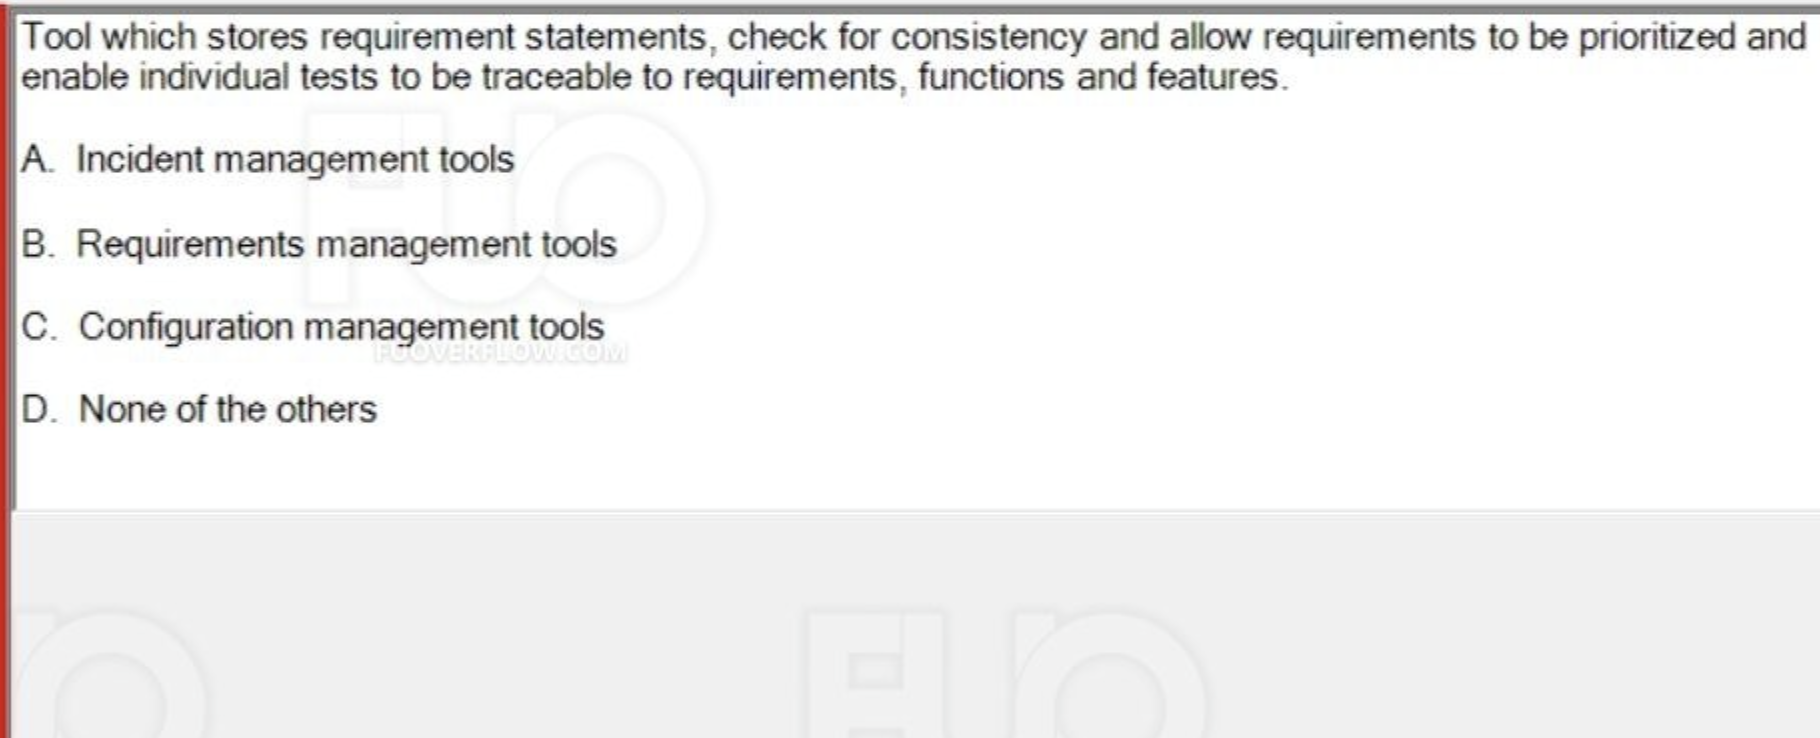 Tool which stores requirement statements, check for consistency and allow requirements to be prioritized and
enable individual tests to be traceable to requirements, functions and features.
A. Incident management tools
B. Requirements management tools
C. Configuration management tools
FUOVERFLOW.COM
D. None of the others